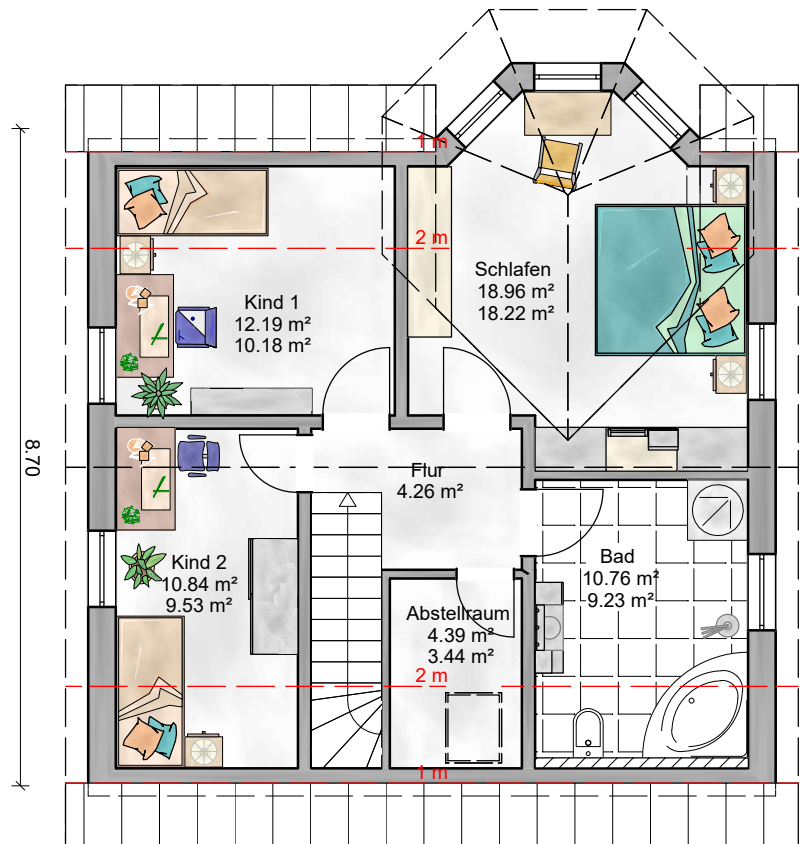 1 m
2 m
Schlafen
18.96 m²
18.22 m²
Kind 1
12.19 m²
10.18 m²
8.70
Flur
4.26 m²
Kind 2
10.84 m²
9.53 m²
Bad
10.76 m²
9.23 m²
Abstellraum
4.39 m²
3.44 m²
2 m
1 m